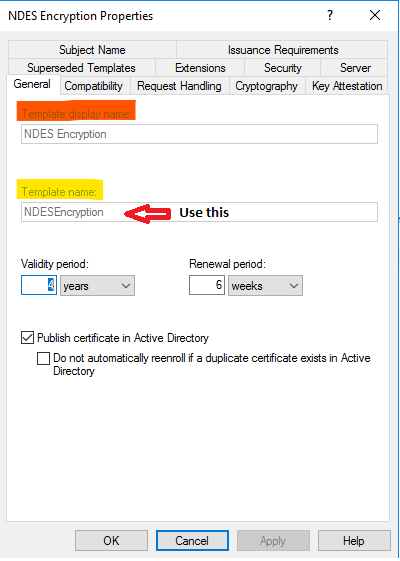 NDES Encryption Properties
? ×
Subject Name Issuance Requirements
Superseded Templates Extensions Security Server
General Compatibility Request Handling Cryptography Key Attestation
Template display name:
NDES Encryption
Template name:
NDESEncryption Use this
Validity period: Renewal period:
4 years 6 weeks
Publish certificate in Active Directory
Do not automatically reenroll if a duplicate certificate exists in Active
Directory
OK Cancel Apply Help